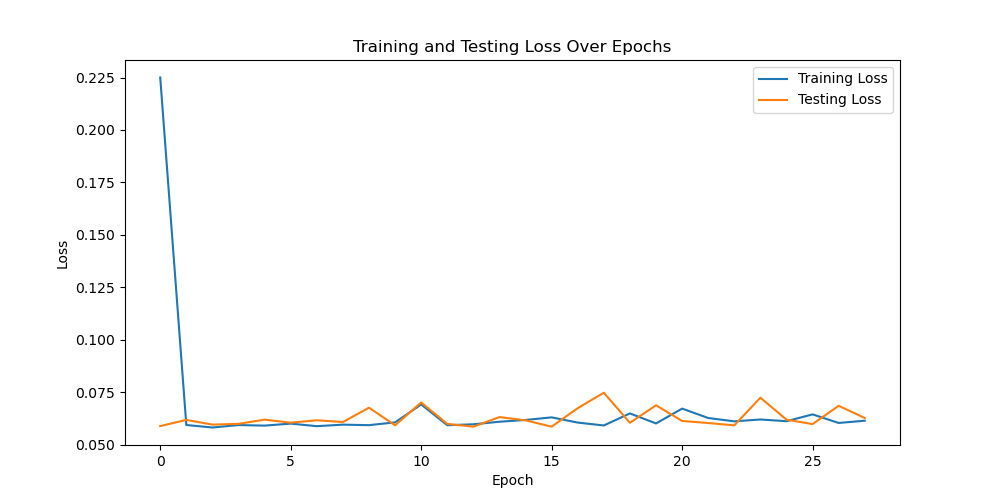 Training and Testing Loss Over Epochs
Training Loss
Testing Loss
0.225
0.200
0.175
0.150
0.125
0.100
0.075
0.050
Loss
0 5 10 15 20 25
Epoch